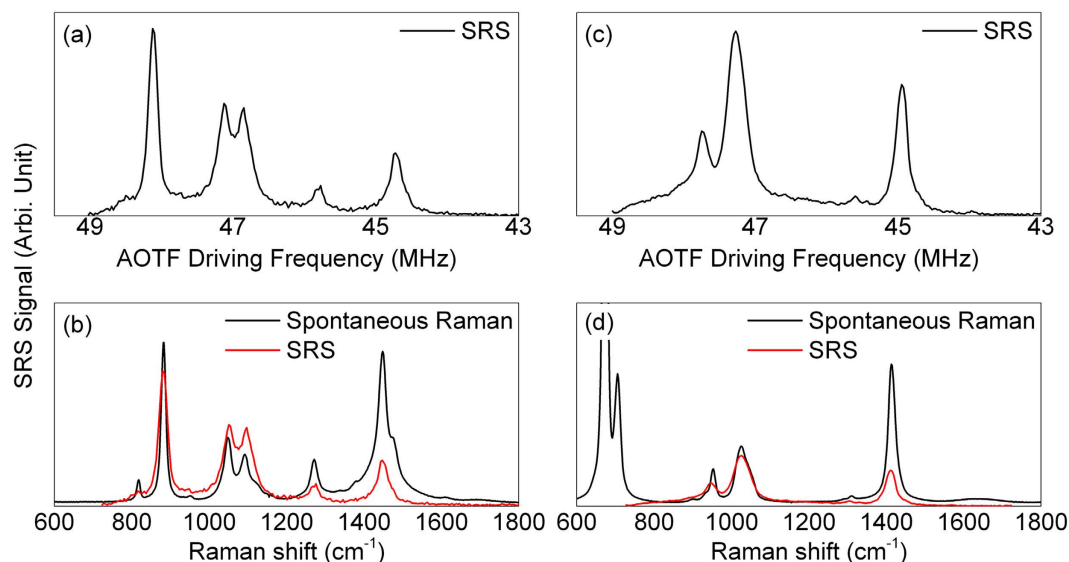 (a)
SRS
49 47 45 43
AOTF Driving Frequency (MHz)
(c)
SRS
49 47 45 43
AOTF Driving Frequency (MHz)
SRS Signal (Arbi. Unit)
(b)
Spontaneous Raman
SRS
600 800 1000 1200 1400 1600 1800
Raman shift (cm⁻¹)
(d)
Spontaneous Raman
SRS
600 800 1000 1200 1400 1600 1800
Raman shift (cm⁻¹)